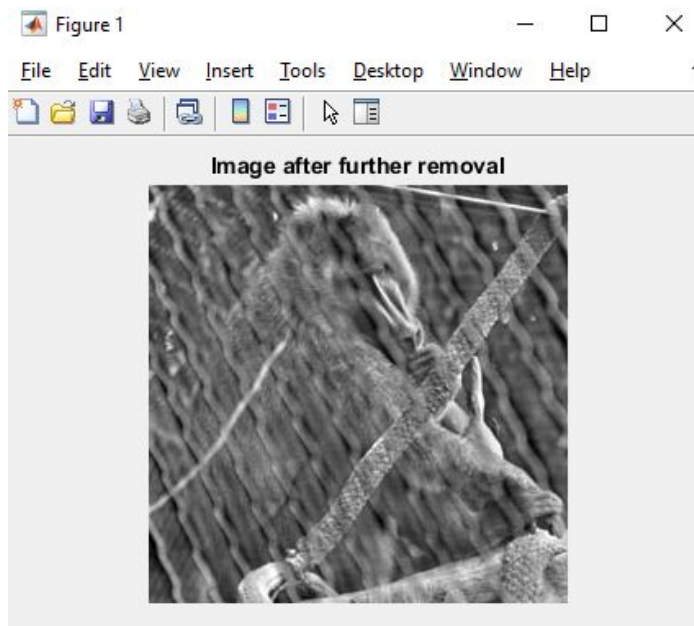 Figure 1
File Edit View Insert Tools Desktop Window Help
Image after further removal